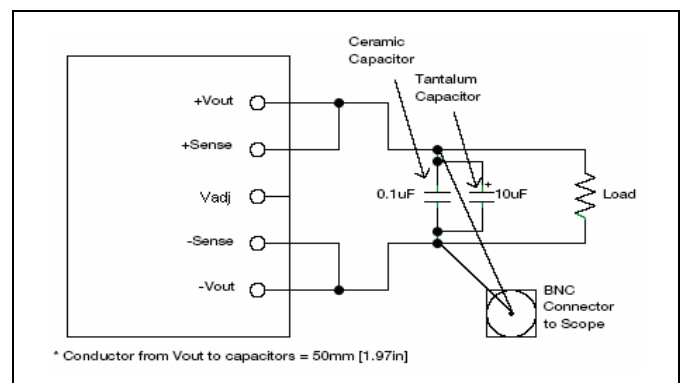 Ceramic
Capacitor
Tantalum
Capacitor
+Vout
+Sense
Vadj
-Sense
-Vout
0.1uF
+
10uF
Load
BNC
Connector
to Scope
* Conductor from Vout to capacitors = 50mm [1.97in]